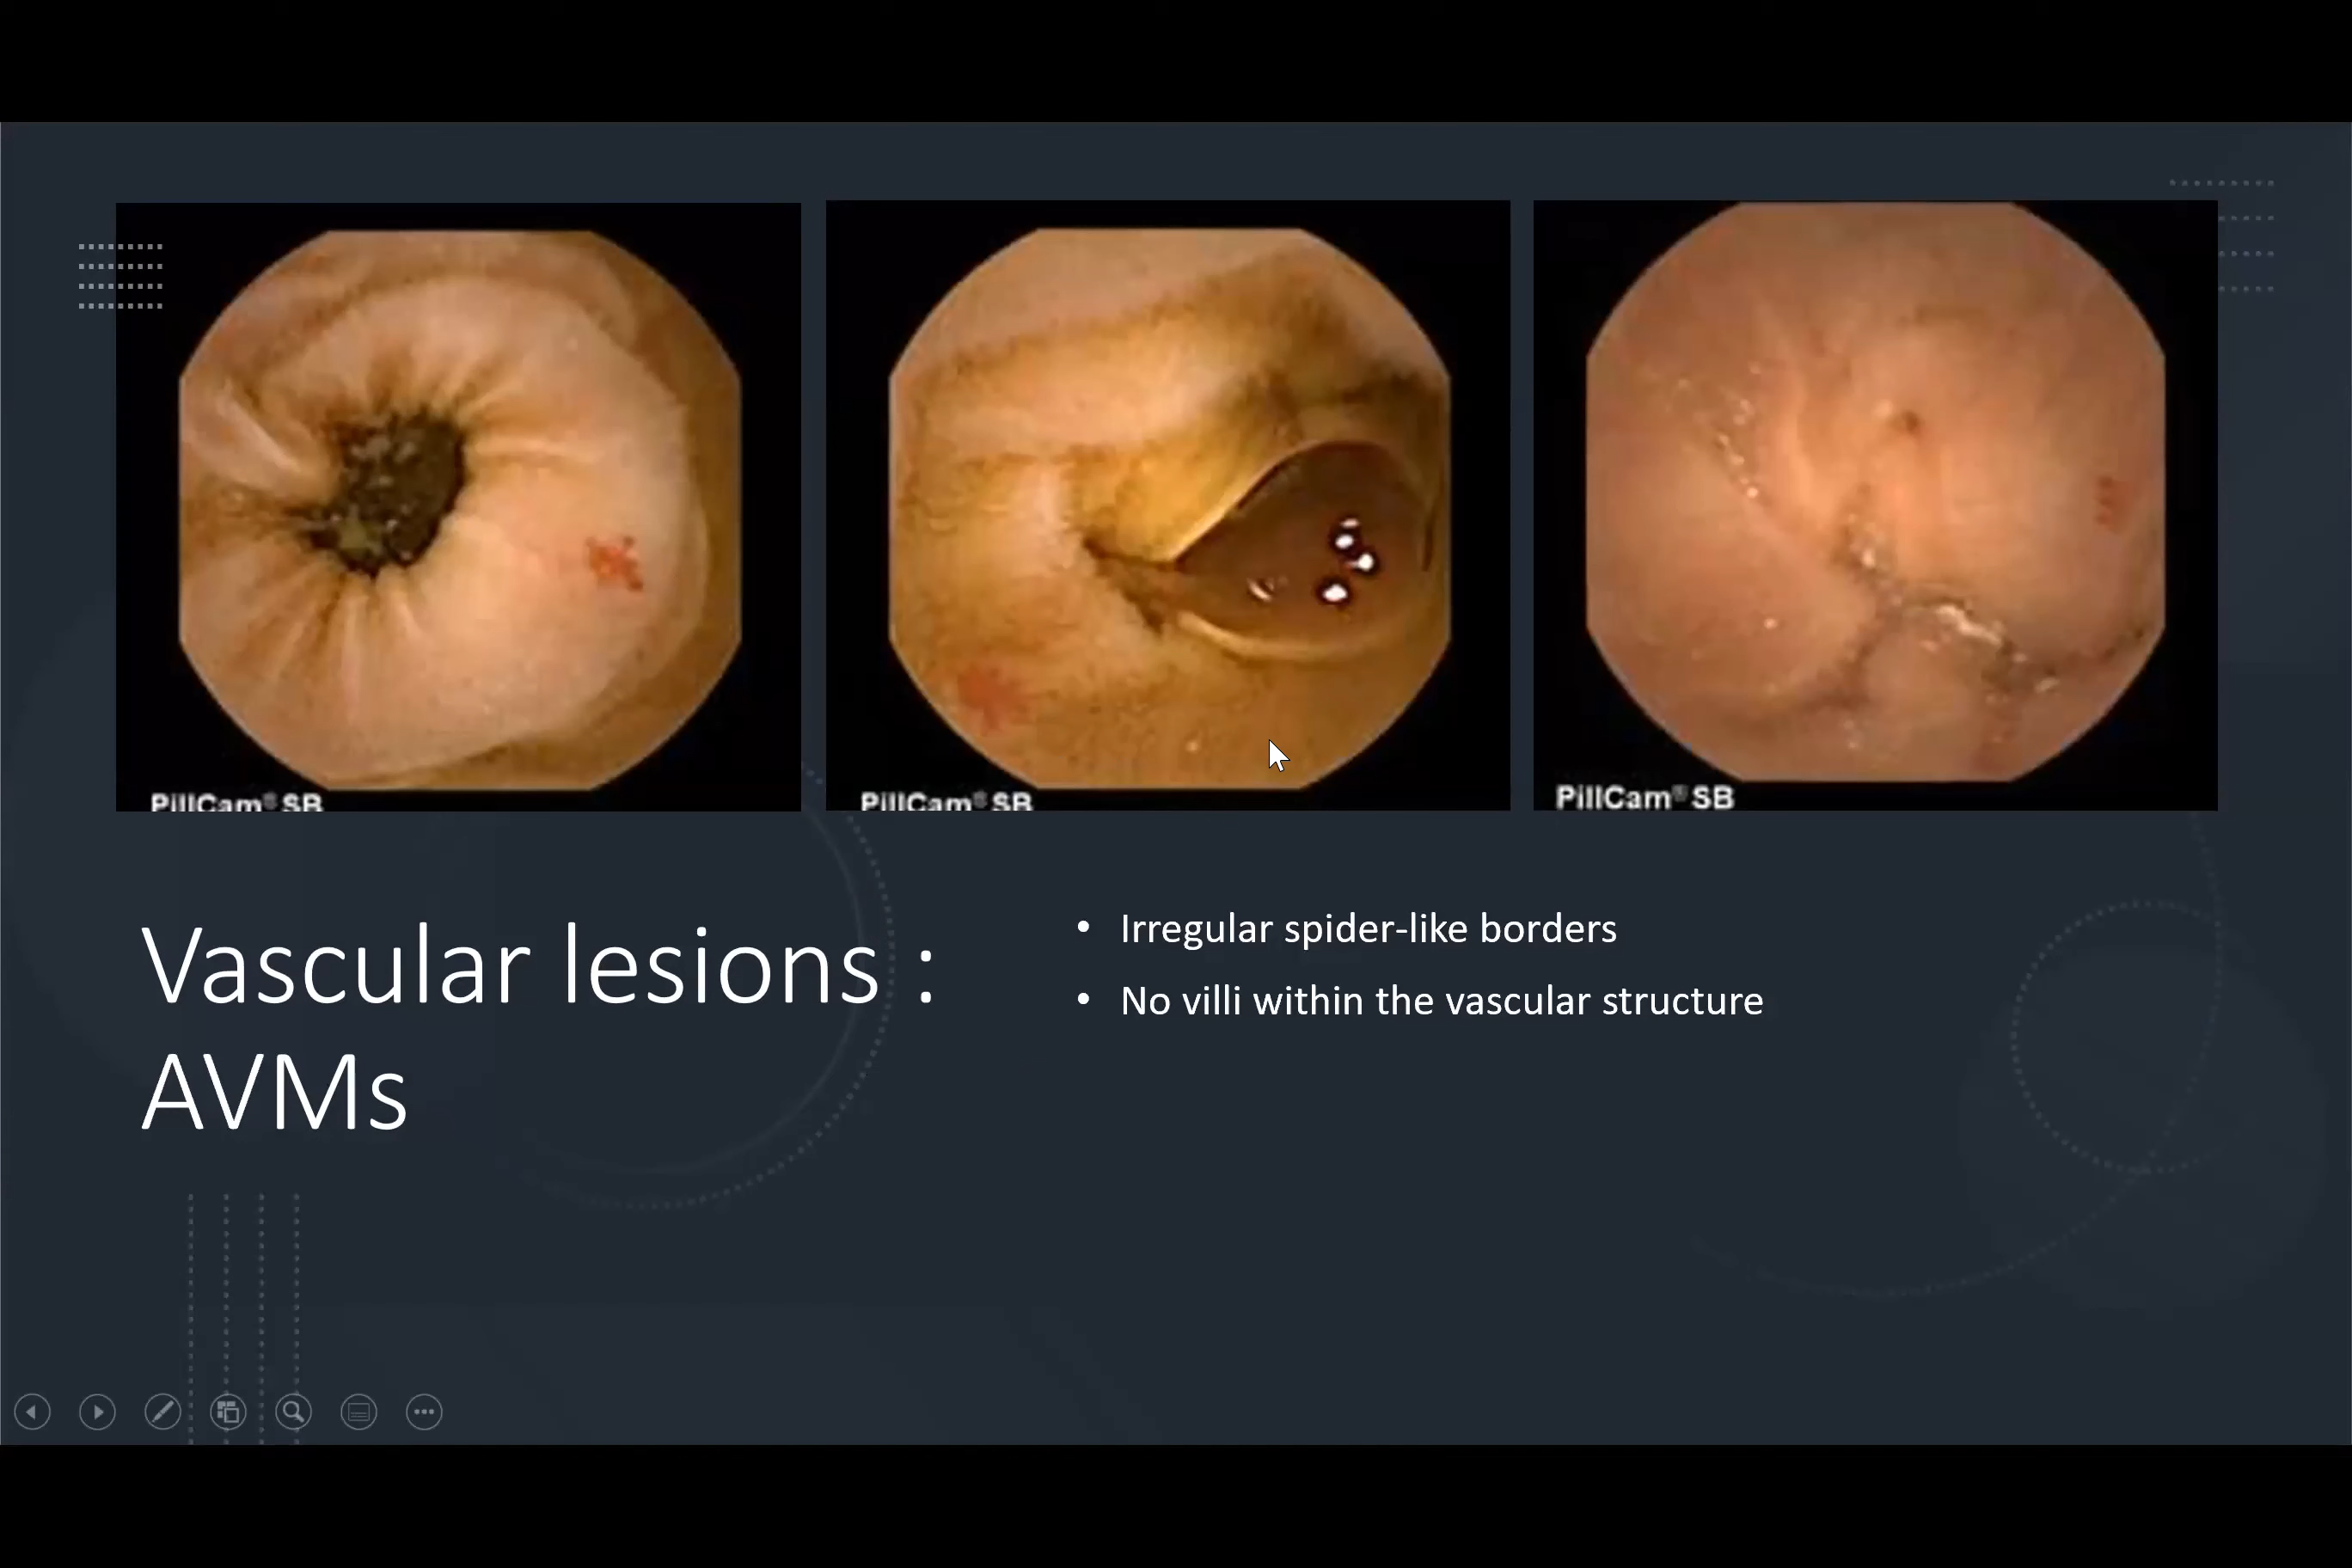 PillCam® SB
PillCam® SB
PillCam® SB
Vascular lesions :
AVMs
• Irregular spider-like borders
• No villi within the vascular structure